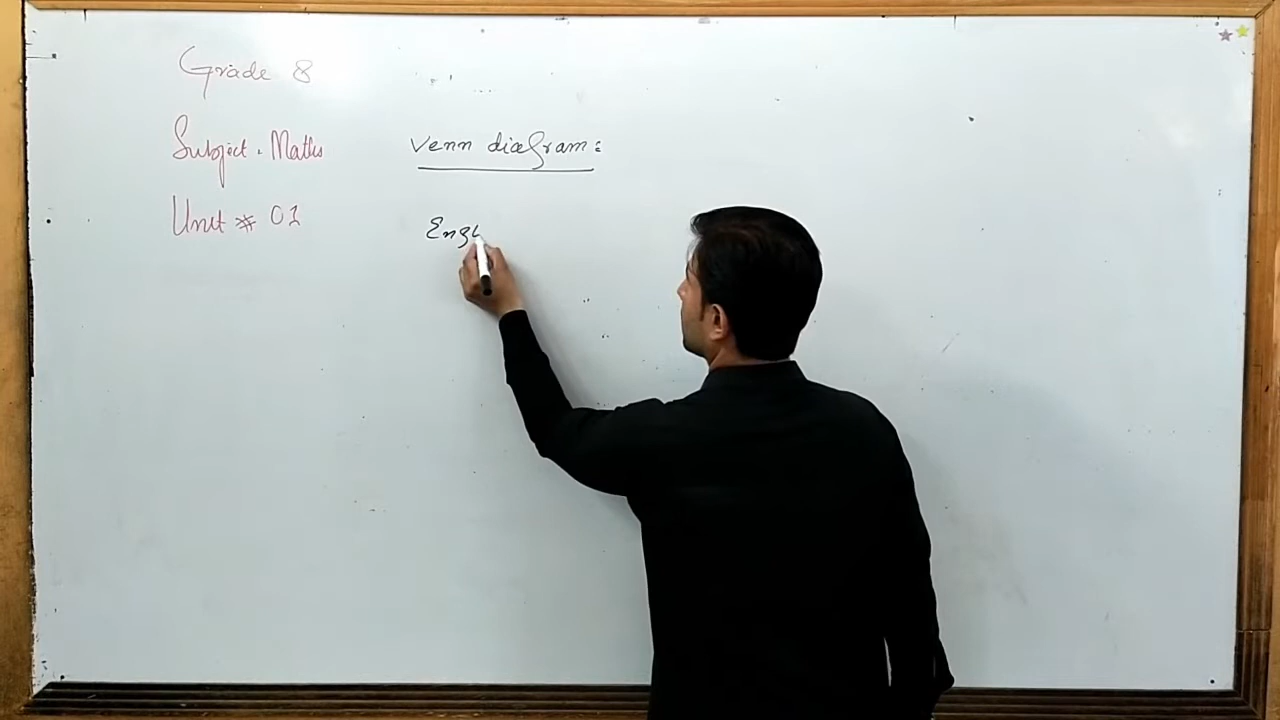 Grade 8
Subject. Maths
Unit # 01
Venn diagram:
Engl